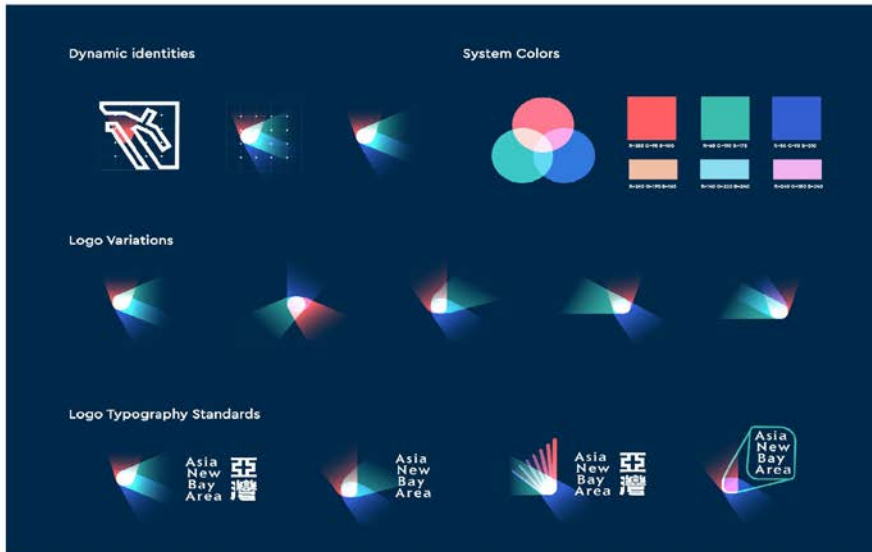 Dynamic identities
System Colors
Logo Variations
Logo Typography Standards
Asia
New
Bay
Area
亞
灣
Asia
New
Bay
Area
Asia
New
Bay
Area
亞
灣
Asia
New
Bay
Area